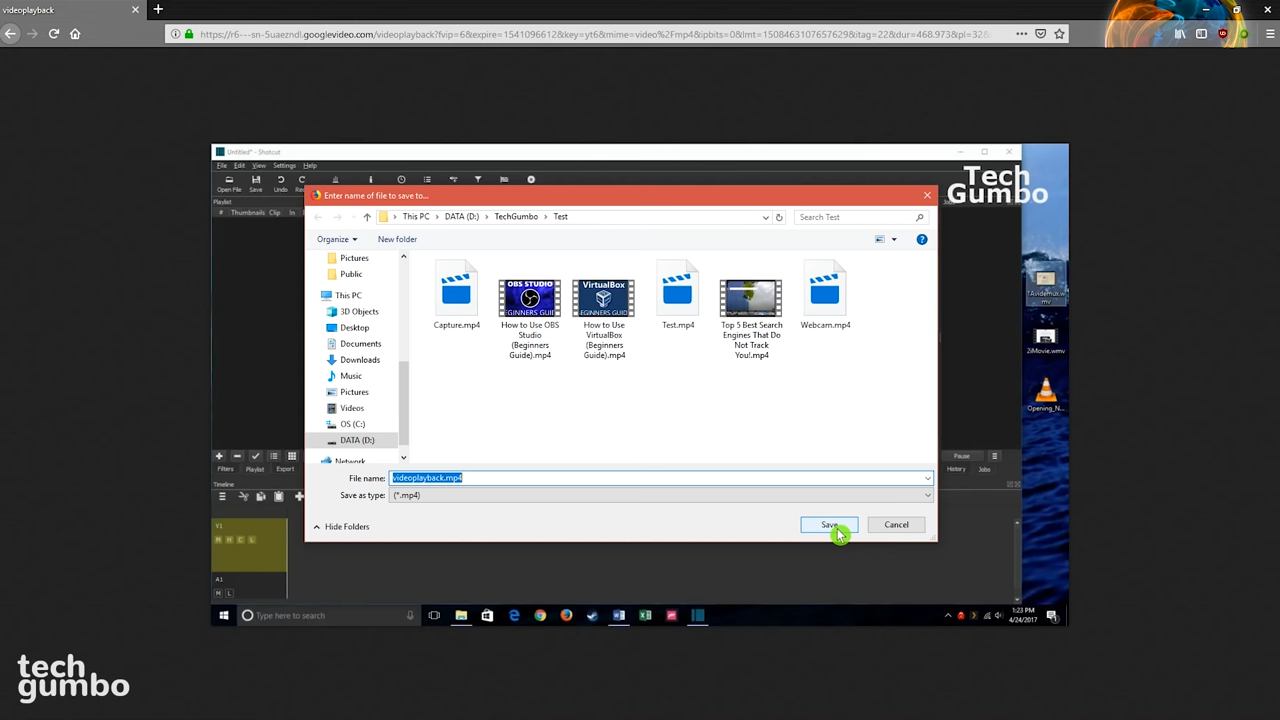 videoplayback
https://r6---sn-5uaezndl.googlevideo.com/videoplayback?fvip=6&expire=1541096612&key=yt6&mime=video%2Fmp4&ipbits=0&lmt=1508463107657629&itag=22&dur=468.973&pl=32&
Untitled* - Shotcut
File Edit View Settings Help
Tech
Gumbo
Open File Save Undo
Playlist
# Thumbnails Clip In
Enter name of file to save to...
This PC DATA (D:) TechGumbo Test
Search Test
Organize New folder
Pictures
Public
This PC
3D Objects
Desktop
Documents
Downloads
Music
Pictures
Videos
OS (C:)
DATA (D:)
Network
OBS STUDIO
BEGINNERS GUID
VirtualBox
EGINNERS GUI
Capture.mp4
How to Use OBS
Studio
(Beginners
Guide).mp4
How to Use
VirtualBox
(Beginners
Guide).mp4
Test.mp4
Top 5 Best Search
Engines That Do
Not Track
You!.mp4
Webcam.mp4
2iMovie.wmv
Opening_N...
File name: videoplayback.mp4
Save as type: (*.mp4)
Hide Folders
Save
Cancel
Filters Playlist Export
Pause
History Jobs
Timeline
V1
M H C L
A1
M L
Type here to search
1:23 PM
4/24/2017
tech
gumbo